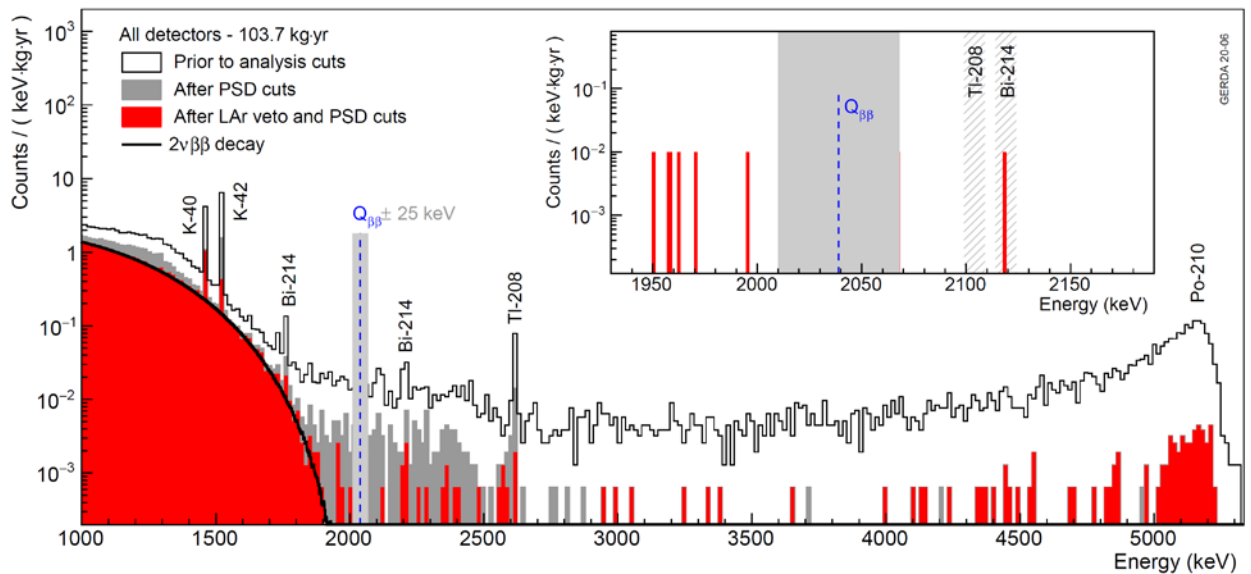 All detectors - 103.7 kg·yr
Prior to analysis cuts
After PSD cuts
After LAr veto and PSD cuts
2νββ decay
Counts / ( keV·kg·yr)
10³
10²
10
1
10⁻¹
10⁻²
10⁻³
K-40
K-42
Bi-214
Qββ ± 25 keV
Bi-214
Tl-208
Po-210
1000 1500 2000 2500 3000 3500 4000 4500 5000
Energy (keV)
Counts / ( keV·kg·yr)
10⁻¹
10⁻²
10⁻³
Qββ
Tl-208
Bi-214
1950 2000 2050 2100 2150
Energy (keV)
GERDA 20-06